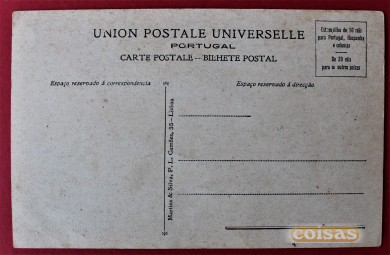 UNION POSTALE UNIVERSELLE
PORTUGAL
CARTE POSTALE—BILHETE POSTAL
Estampilha de 10 réis
para Portugal, Hespanha
e colonias
De 20 réis
para os outros paizes
Espaço reservado á correspondencia
Espaço reservado á direcção
Martins & Silva, P. L. Camões, 35—Lisboa
coisas